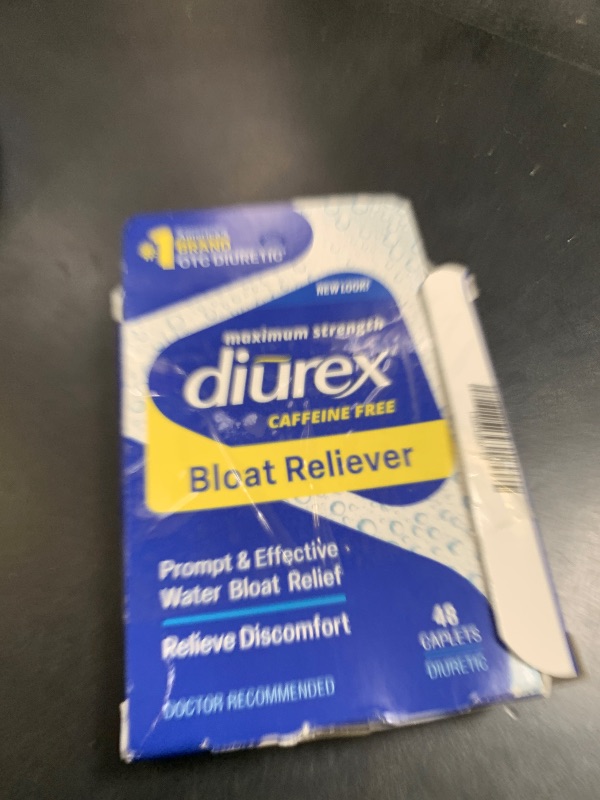 #1 America's
BRAND
OTC DIURETIC
NEW LOOK!
maximum strength
diurex
CAFFEINE FREE
Bloat Reliever
Prompt & Effective
Water Bloat Relief
Relieve Discomfort
48
CAPLETS
DIURETIC
DOCTOR RECOMMENDED